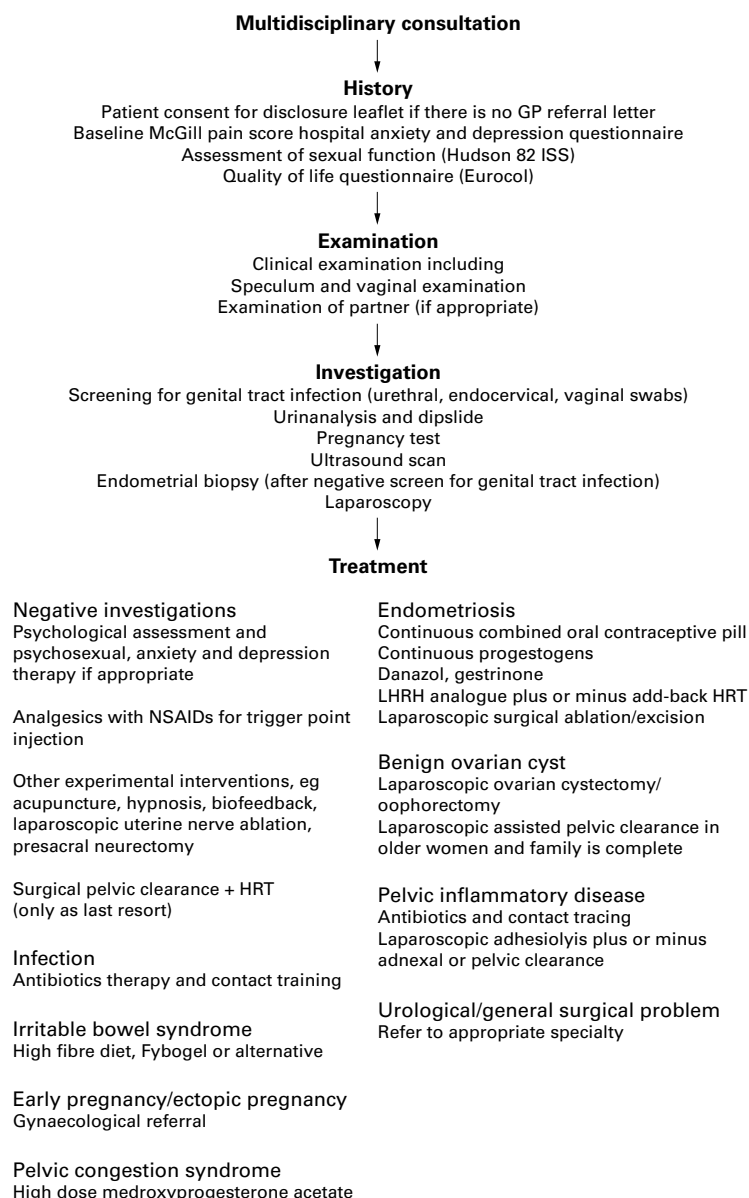 Multidisciplinary consultation
History
Patient consent for disclosure leaflet if there is no GP referral letter
Baseline McGill pain score hospital anxiety and depression questionnaire
Assessment of sexual function (Hudson 82 ISS)
Quality of life questionnaire (Eurocol)
Examination
Clinical examination including
Speculum and vaginal examination
Examination of partner (if appropriate)
Investigation
Screening for genital tract infection (urethral, endocervical, vaginal swabs)
Urinanalysis and dipslide
Pregnancy test
Ultrasound scan
Endometrial biopsy (after negative screen for genital tract infection)
Laparoscopy
Treatment
Negative investigations
Psychological assessment and
psychosexual, anxiety and depression
therapy if appropriate
Analgesics with NSAIDs for trigger point
injection
Other experimental interventions, eg
acupuncture, hypnosis, biofeedback,
laparoscopic uterine nerve ablation,
presacral neurectomy
Surgical pelvic clearance + HRT
(only as last resort)
Infection
Antibiotics therapy and contact training
Irritable bowel syndrome
High fibre diet, Fybogel or alternative
Early pregnancy/ectopic pregnancy
Gynaecological referral
Pelvic congestion syndrome
High dose medroxyprogesterone acetate
Endometriosis
Continuous combined oral contraceptive pill
Continuous progestogens
Danazol, gestrinone
LHRH analogue plus or minus add-back HRT
Laparoscopic surgical ablation/excision
Benign ovarian cyst
Laparoscopic ovarian cystectomy/
oophorectomy
Laparoscopic assisted pelvic clearance in
older women and family is complete
Pelvic inflammatory disease
Antibiotics and contact tracing
Laparoscopic adhesiolyis plus or minus
adnexal or pelvic clearance
Urological/general surgical problem
Refer to appropriate specialty